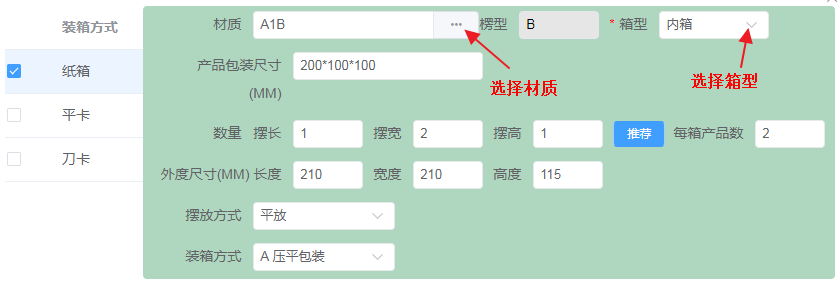 装箱方式
纸箱
平卡
刀卡
材质 A1B ••• 楞型 B * 箱型 内箱
选择材质 选择箱型
产品包装尺寸 200*100*100
(MM)
数量 摆长 1 摆宽 2 摆高 1 推荐 每箱产品数 2
外度尺寸(MM) 长度 210 宽度 210 高度 115
摆放方式 平放
装箱方式 A 压平包装